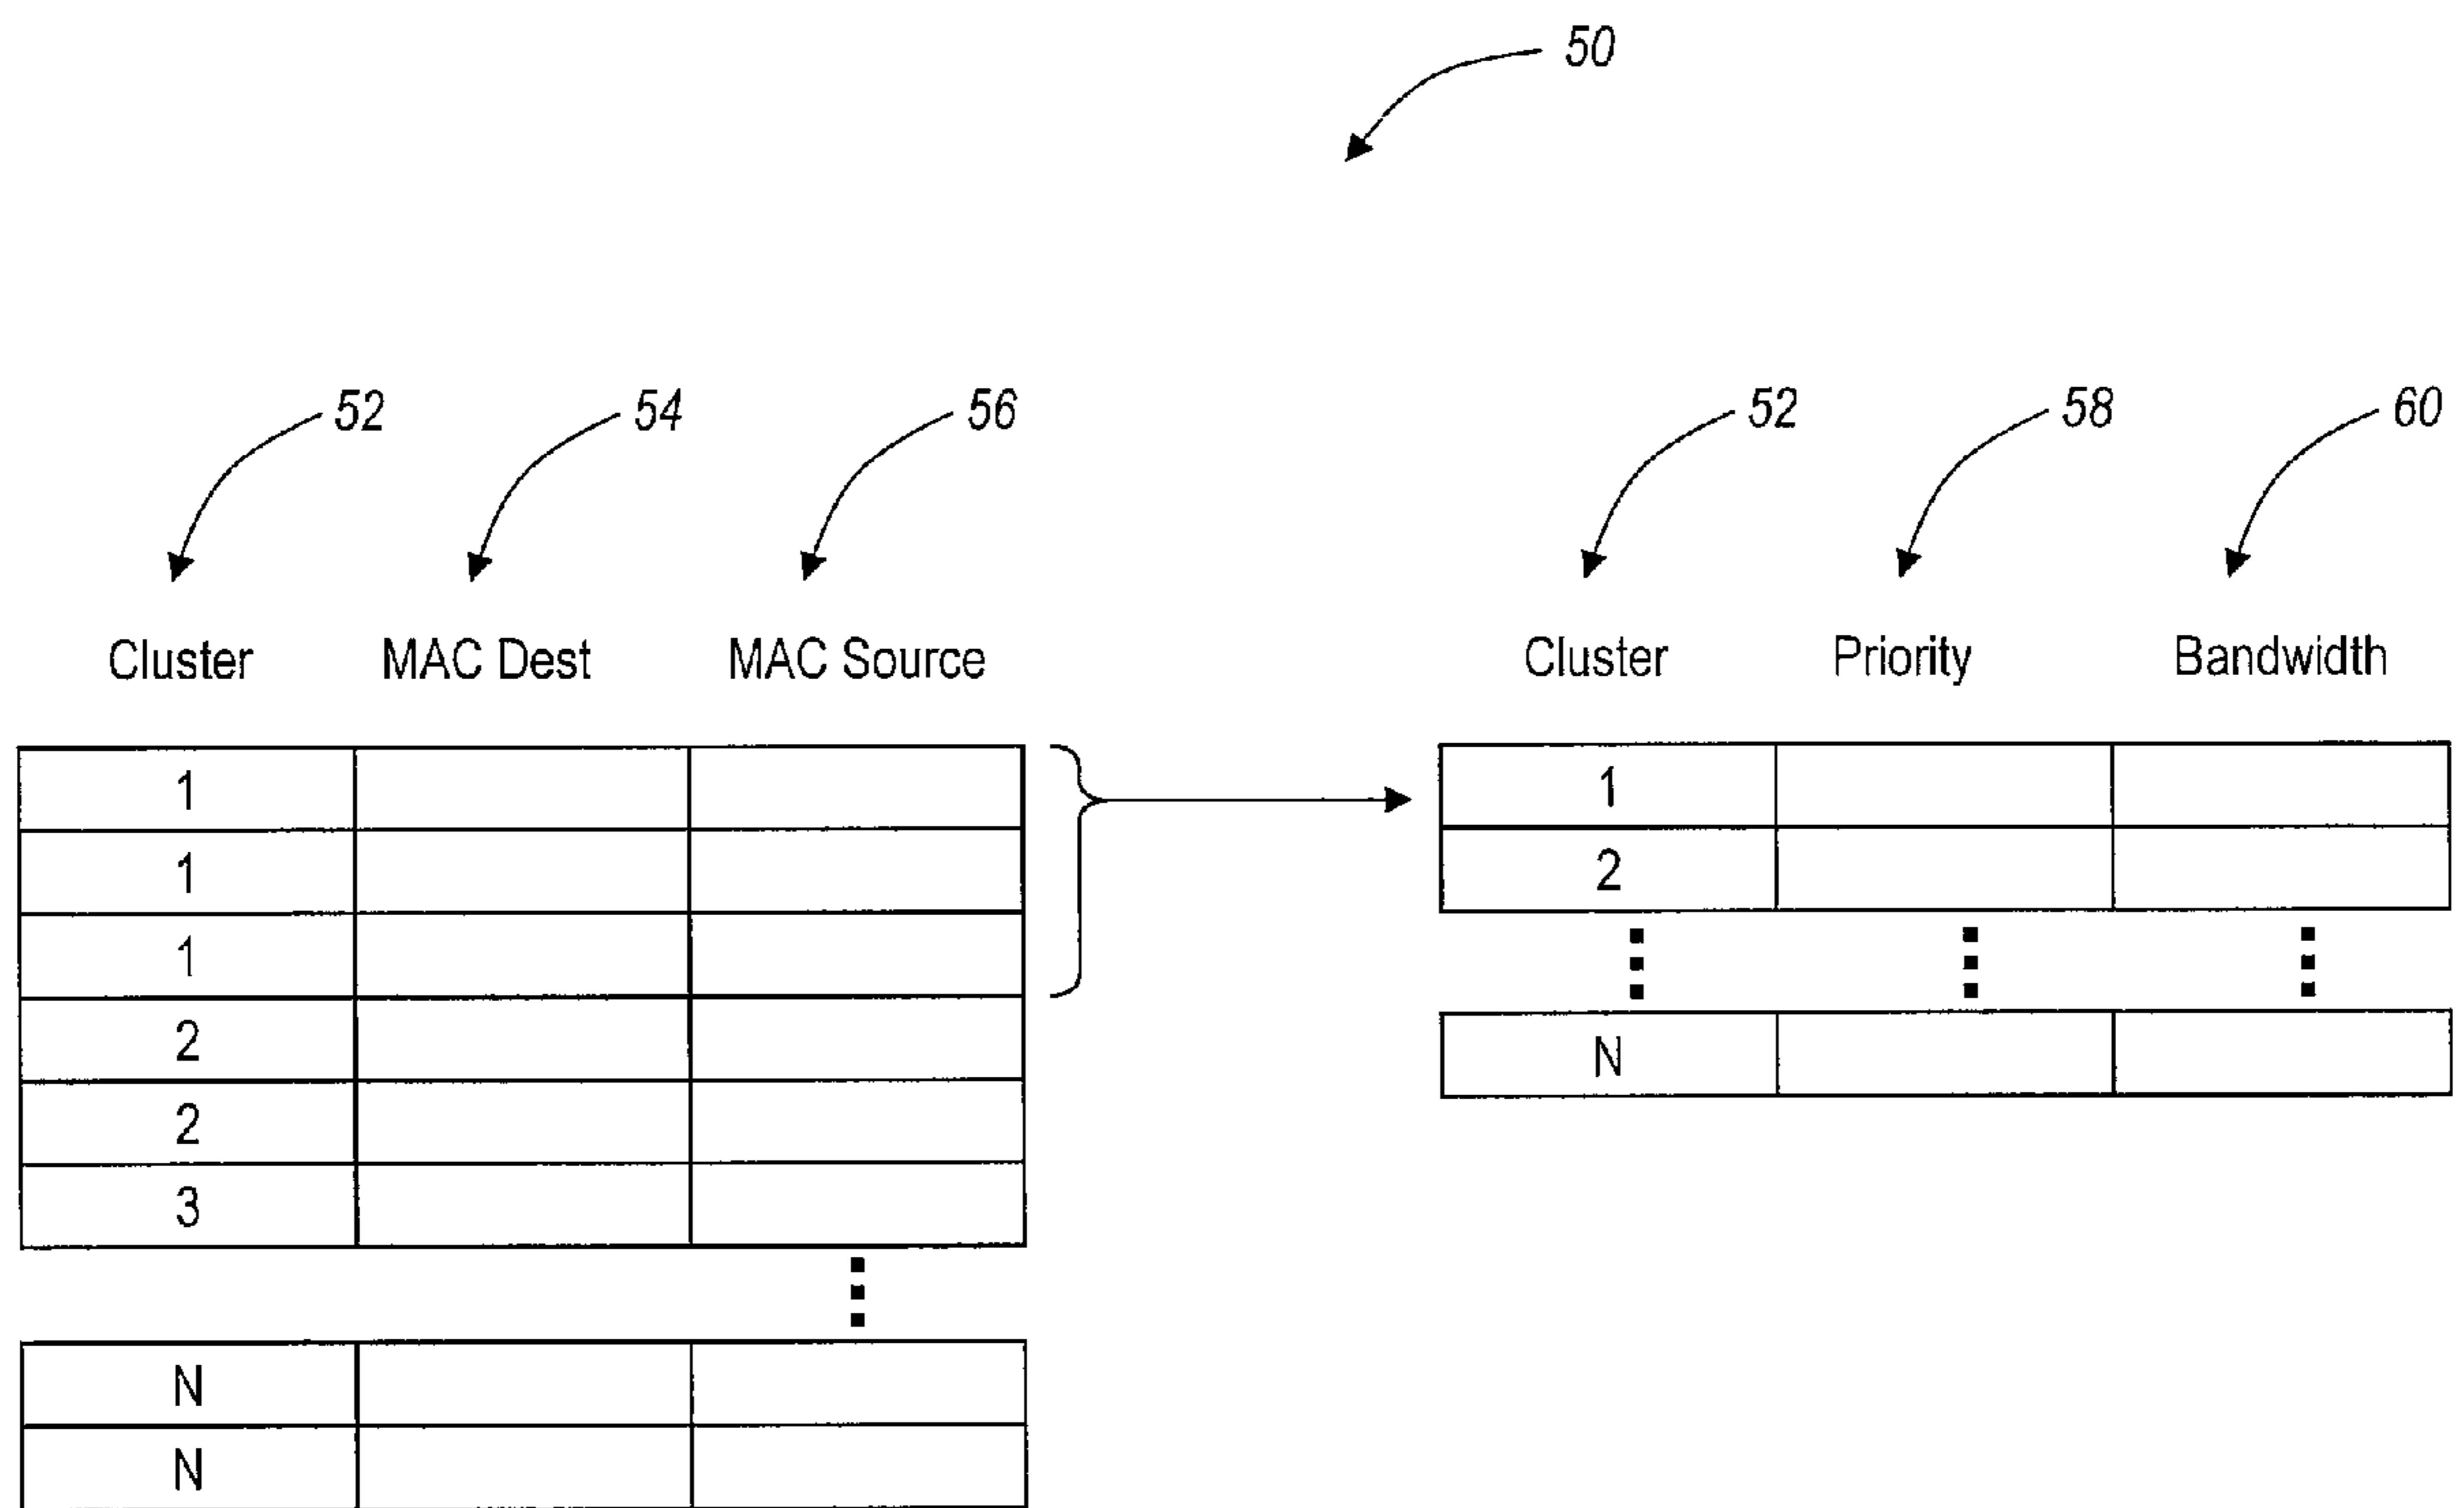 50
52 54 56 52 58 60
Cluster MAC Dest MAC Source Cluster Priority Bandwidth
1 1
1 2
1
2 N
2
3
N
N